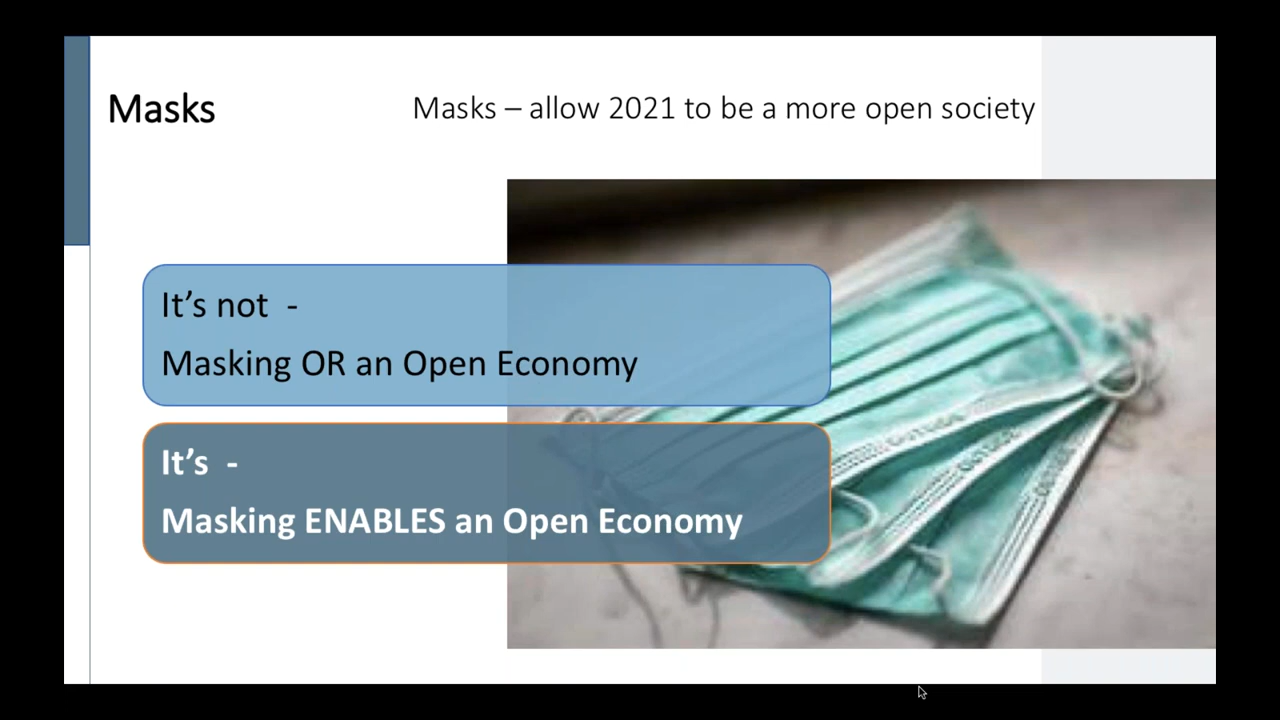 Masks
Masks – allow 2021 to be a more open society
It’s not  -
Masking OR an Open Economy
It’s  -
Masking ENABLES an Open Economy
OUTSIDE